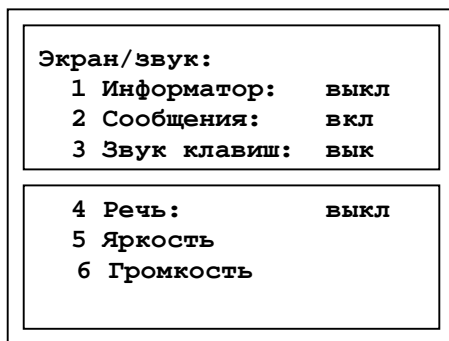 Экран/звук:
1 Информатор: выкл
2 Сообщения: вкл
3 Звук клавиш: вык
4 Речь: выкл
5 Яркость
6 Громкость